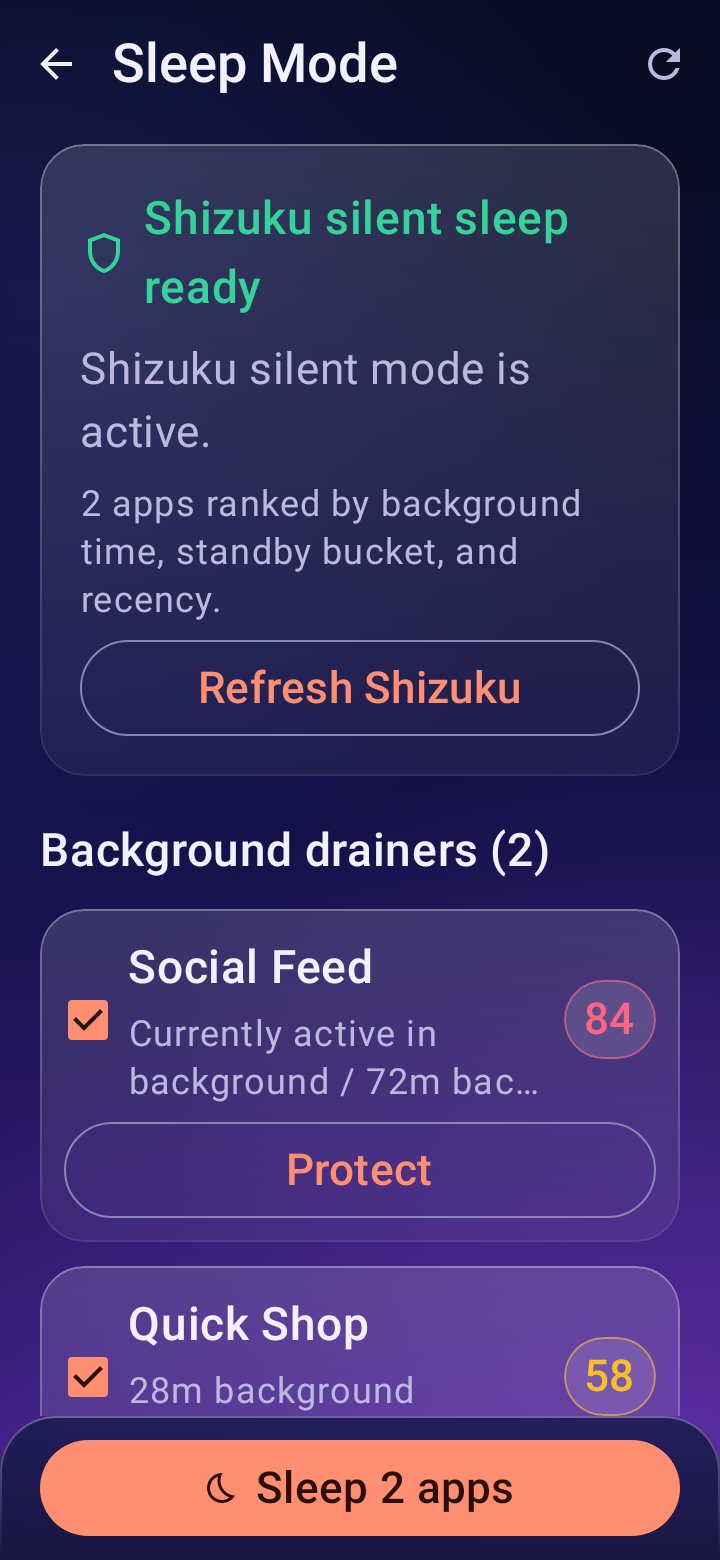 Sleep Mode
Shizuku silent sleep
ready
Shizuku silent mode is
active.
2 apps ranked by background
time, standby bucket, and
recency.
Refresh Shizuku
Background drainers (2)
Social Feed
Currently active in
background / 72m bac…
84
Protect
Quick Shop
28m background
58
Sleep 2 apps